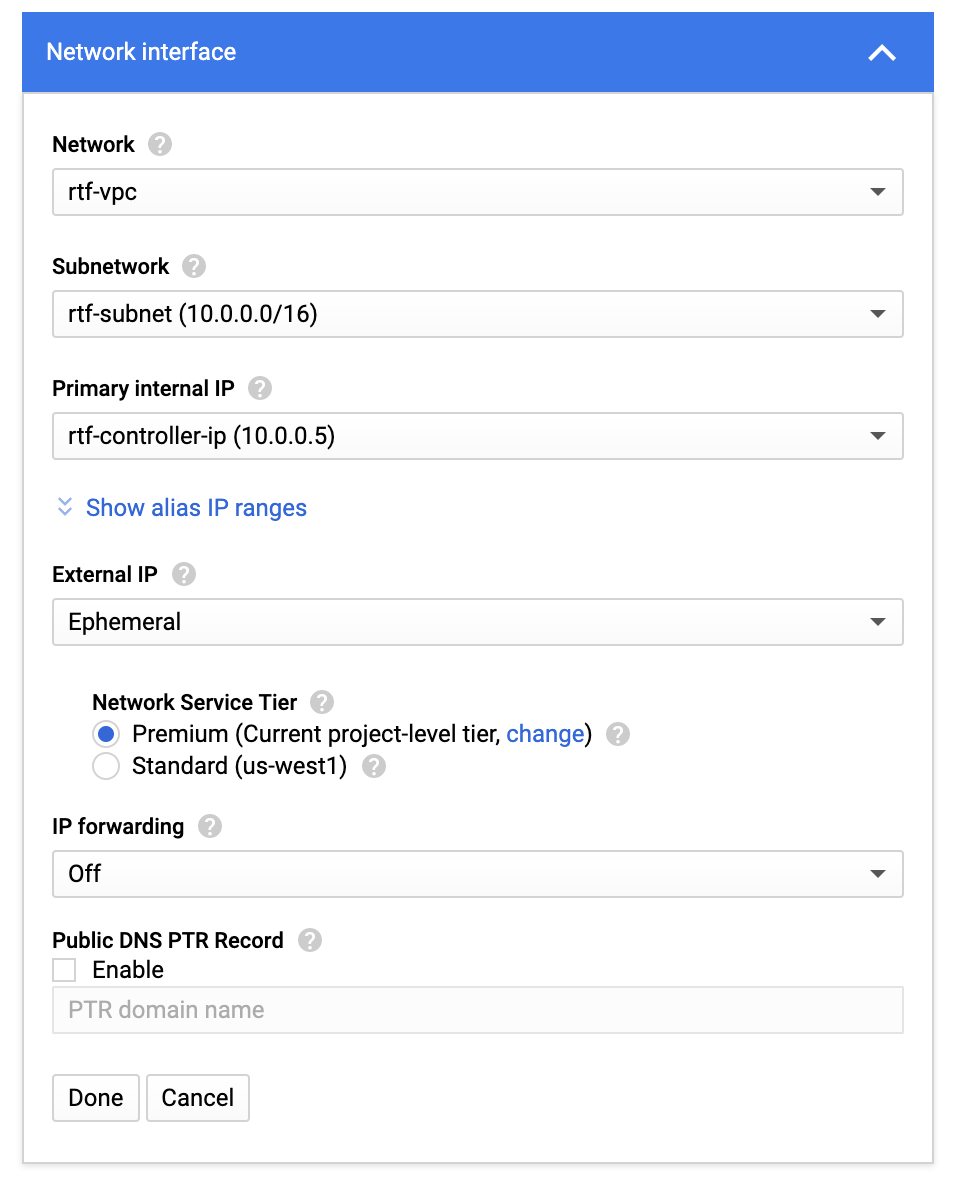 Network interface
Network ?
rtf-vpc
Subnetwork ?
rtf-subnet (10.0.0.0/16)
Primary internal IP ?
rtf-controller-ip (10.0.0.5)
Show alias IP ranges
External IP ?
Ephemeral
Network Service Tier ?
Premium (Current project-level tier, change) ?
Standard (us-west1) ?
IP forwarding ?
Off
Public DNS PTR Record ?
Enable
PTR domain name
Done Cancel